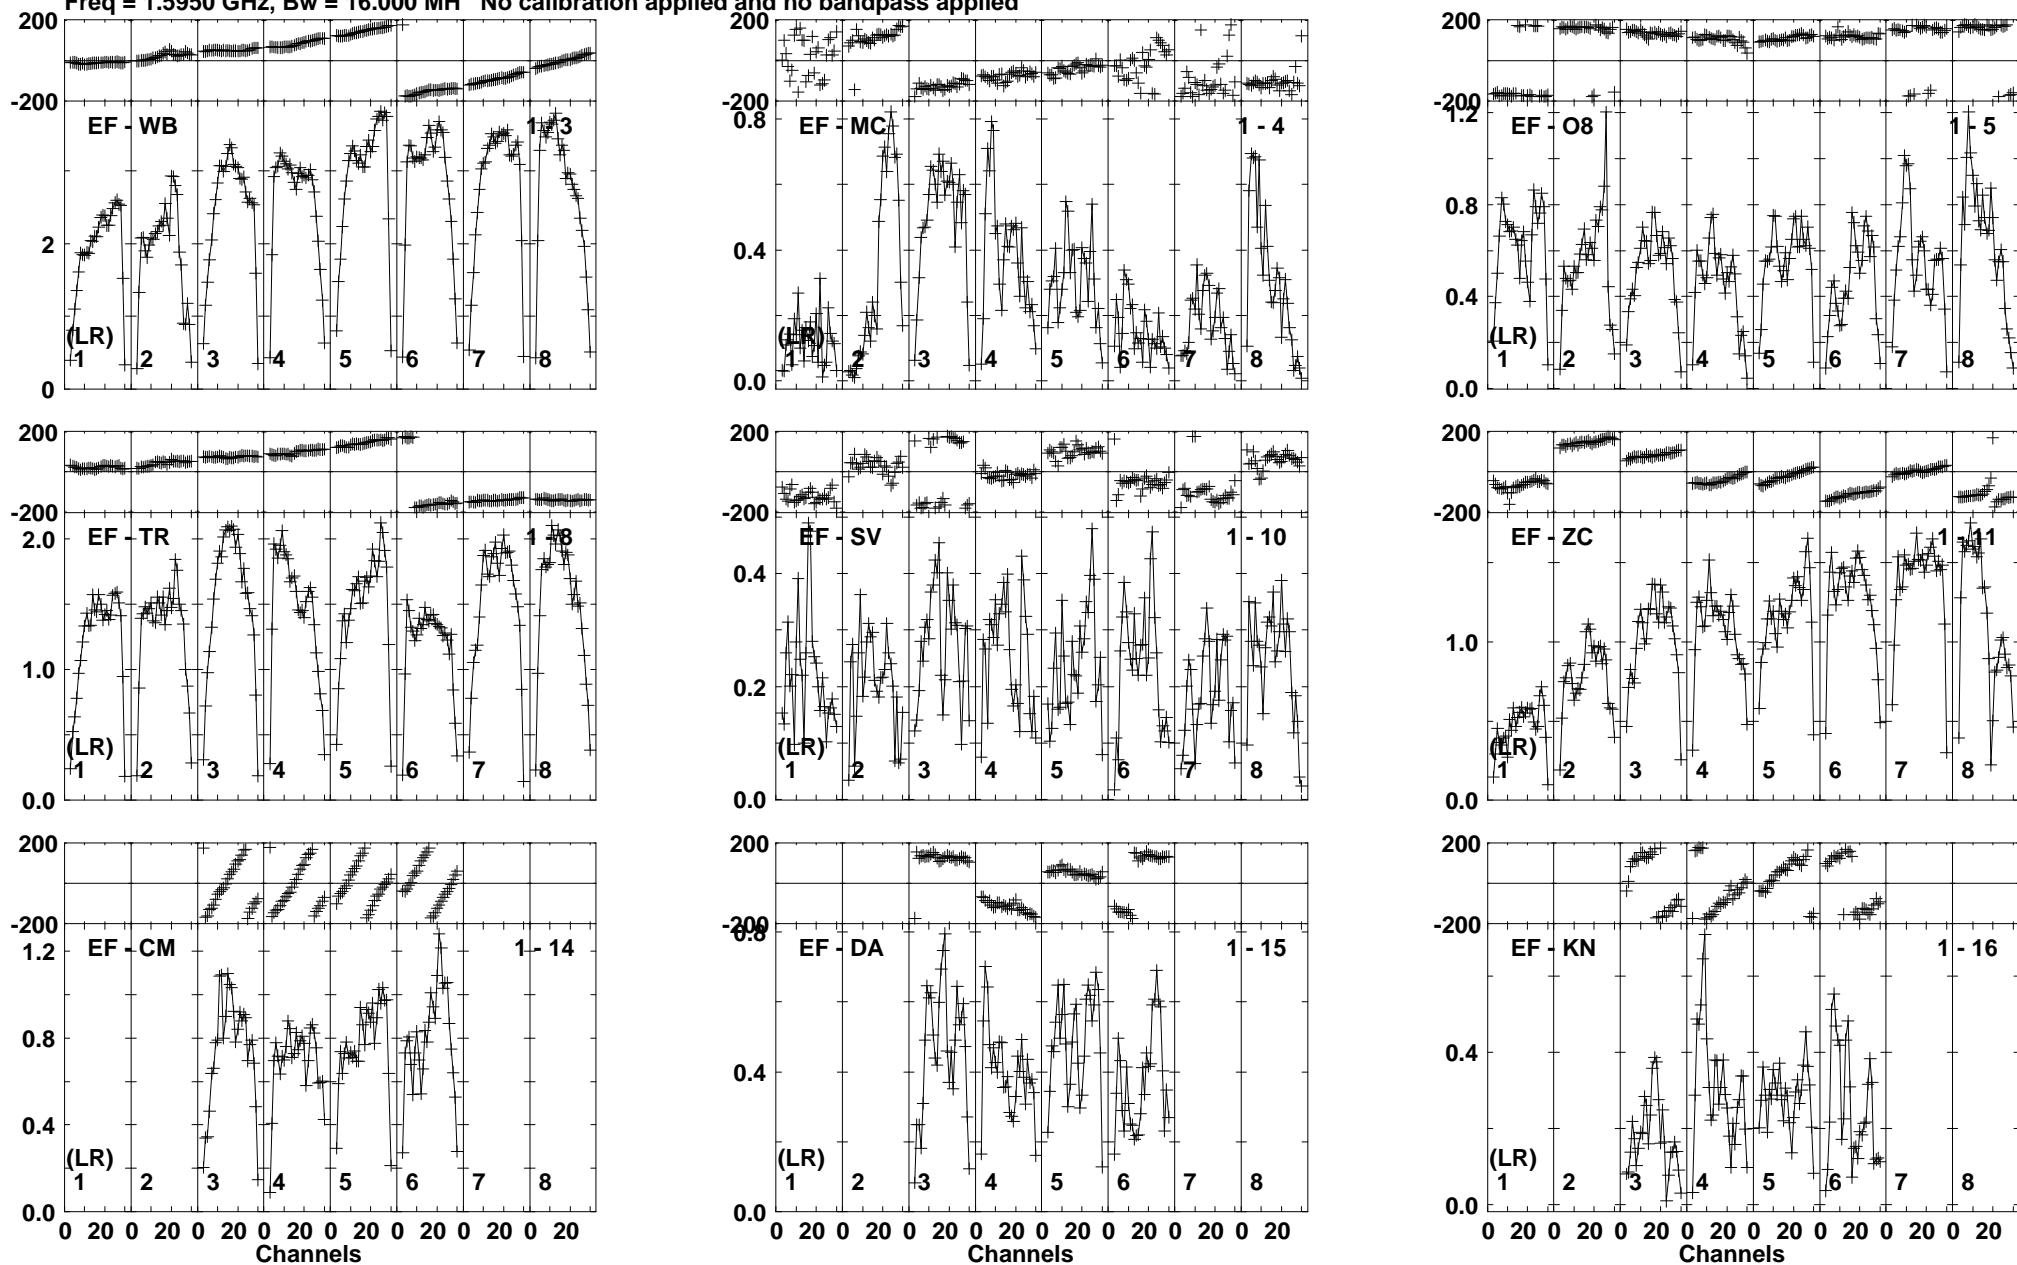 Freq = 1.5950 GHz, Bw = 16.000 MH   No calibration applied and no bandpass applied
200 200 200
-200 -200 -200
EF - WB 1 - 3 EF - MC 1 - 4 EF - O8 1 - 5
0.8 1.2
0.8
2 0.4
0.4
(LR) (LR) (LR)
1 2 3 4 5 6 7 8 1 2 3 4 5 6 7 8 1 2 3 4 5 6 7 8
0 0.0 0.0
200 200 200
-200 -200 -200
EF - TR 1 - 8 EF - SV 1 - 10 EF - ZC 1 - 11
2.0
0.4
1.0 0.2 1.0
(LR) (LR) (LR)
1 2 3 4 5 6 7 8 1 2 3 4 5 6 7 8 1 2 3 4 5 6 7 8
0.0 0.0 0.0
200 200 200
-200 -200 -200
EF - CM 1 - 14 EF - DA 1 - 15 EF - KN 1 - 16
1.2 0.8
0.8
0.4 0.4
0.4
(LR) (LR) (LR)
1 2 3 4 5 6 7 8 1 2 3 4 5 6 7 8 1 2 3 4 5 6 7 8
0.0 0.0 0.0
0 20 0 20 0 20 0 20 0 20 0 20 0 20 0 20 0 20 0 20 0 20 0 20 0 20 0 20 0 20 0 20 0 20 0 20 0 20 0 20 0 20 0 20 0 20 0 20
Channels Channels Channels